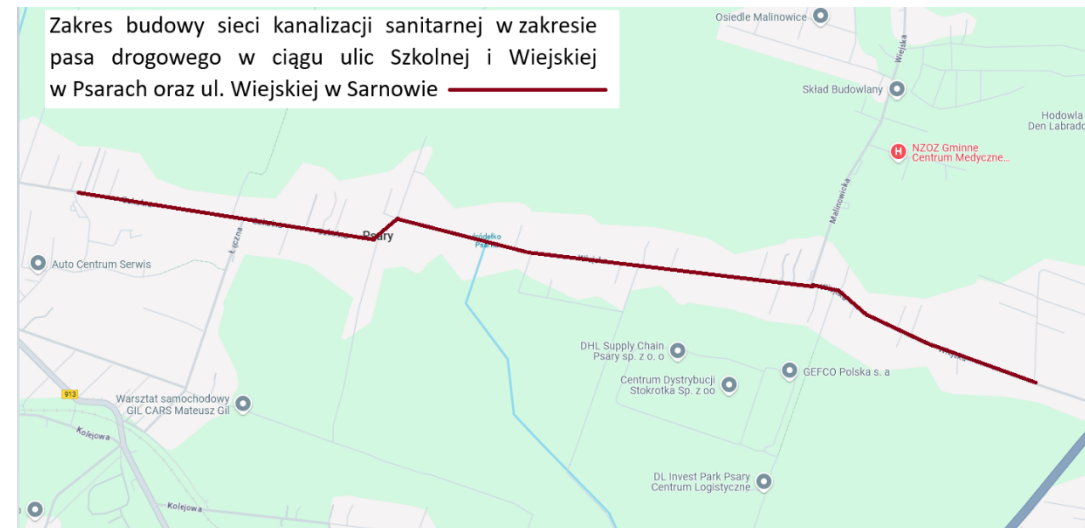 Zakres budowy sieci kanalizacji sanitarnej w zakresie
pasa drogowego w ciągu ulic Szkolnej i Wiejskiej
w Psarach oraz ul. Wiejskiej w Sarnowie
Osiedle Malinowice
Wiejska
Skład Budowlany
Hodowla
Den Labrado
NZOZ Gminne
Centrum Medyczne...
Malinowicka
Psary
Łączna
Auto Centrum Serwis
Wiejska
DHL Supply Chain
Psary sp. z o. o
GEFCO Polska s. a
Centrum Dystrybucji
Stokrotka Sp. z oo
913
Warsztat samochodowy
GIL CARS Mateusz Gil
Kolejowa
DL Invest Park Psary
Centrum Logistyczne
Kolejowa